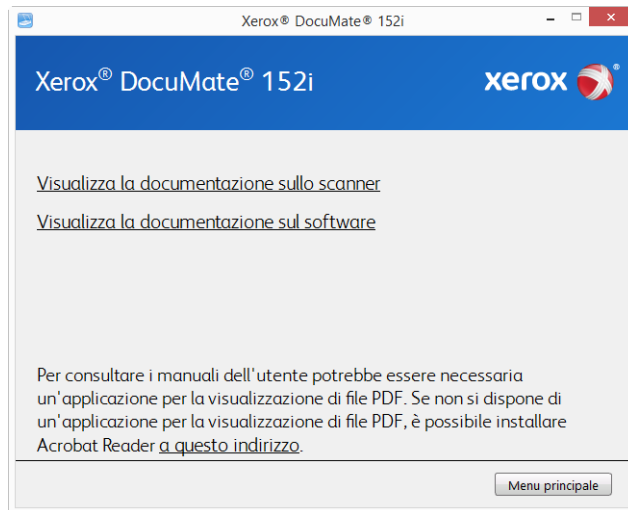 Xerox® DocuMate® 152i
Xerox® DocuMate® 152i
xerox ®
Visualizza la documentazione sullo scanner
Visualizza la documentazione sul software
Per consultare i manuali dell'utente potrebbe essere necessaria
un'applicazione per la visualizzazione di file PDF. Se non si dispone di
un'applicazione per la visualizzazione di file PDF, è possibile installare
Acrobat Reader a questo indirizzo.
Menu principale